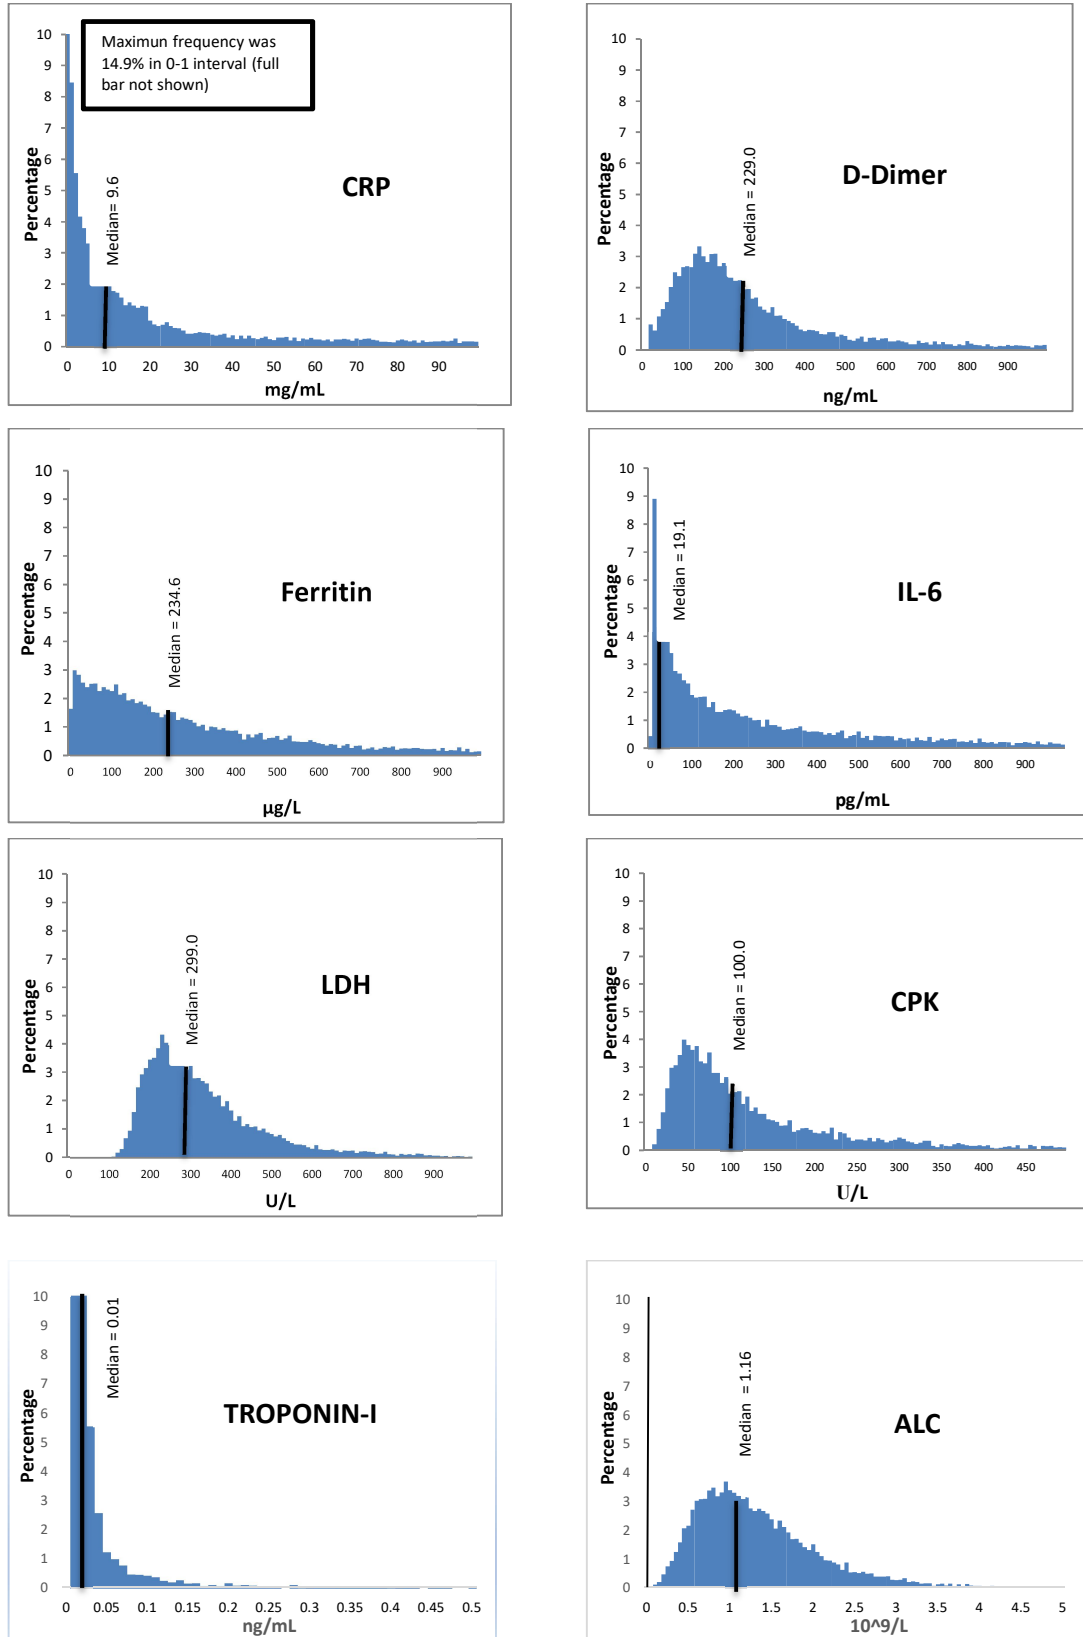 10
9
8
7
6
5
4
3
2
1
0
Percentage
Maximun frequency was
14.9% in 0-1 interval (full
bar not shown)
CRP
Median= 9.6
0 10 20 30 40 50 60 70 80 90
mg/mL
10
9
8
7
6
5
4
3
2
1
0
Percentage
D-Dimer
Median = 229.0
0 100 200 300 400 500 600 700 800 900
ng/mL
10
9
8
7
6
5
4
3
2
1
0
Percentage
Ferritin
Median = 234.6
0 100 200 300 400 500 600 700 800 900
µg/L
10
9
8
7
6
5
4
3
2
1
0
Percentage
IL-6
Median = 19.1
0 100 200 300 400 500 600 700 800 900
pg/mL
10
9
8
7
6
5
4
3
2
1
0
Percentage
LDH
Median = 299.0
0 100 200 300 400 500 600 700 800 900
U/L
10
9
8
7
6
5
4
3
2
1
0
Percentage
CPK
Median = 100.0
0 50 100 150 200 250 300 350 400 450
U/L
10
9
8
7
6
5
4
3
2
1
0
Percentage
TROPONIN-I
Median = 0.01
0 0.05 0.1 0.15 0.2 0.25 0.3 0.35 0.4 0.45 0.5
ng/mL
10
9
8
7
6
5
4
3
2
1
0
Percentage
ALC
Median = 1.16
0 0.5 1 1.5 2 2.5 3 3.5 4 4.5 5
10^9/L